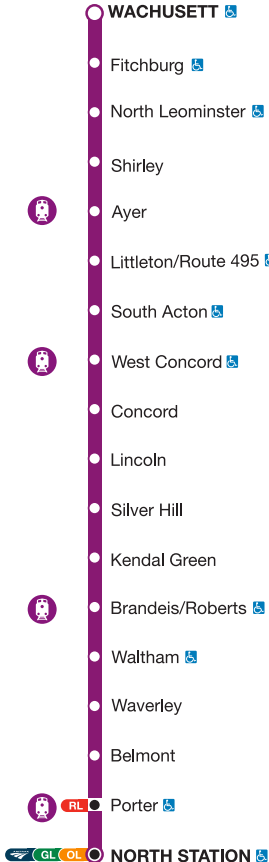 WACHUSETT
Fitchburg
North Leominster
Shirley
Ayer
Littleton/Route 495
South Acton
West Concord
Concord
Lincoln
Silver Hill
Kendal Green
Brandeis/Roberts
Waltham
Waverley
Belmont
RL Porter
GL OL NORTH STATION